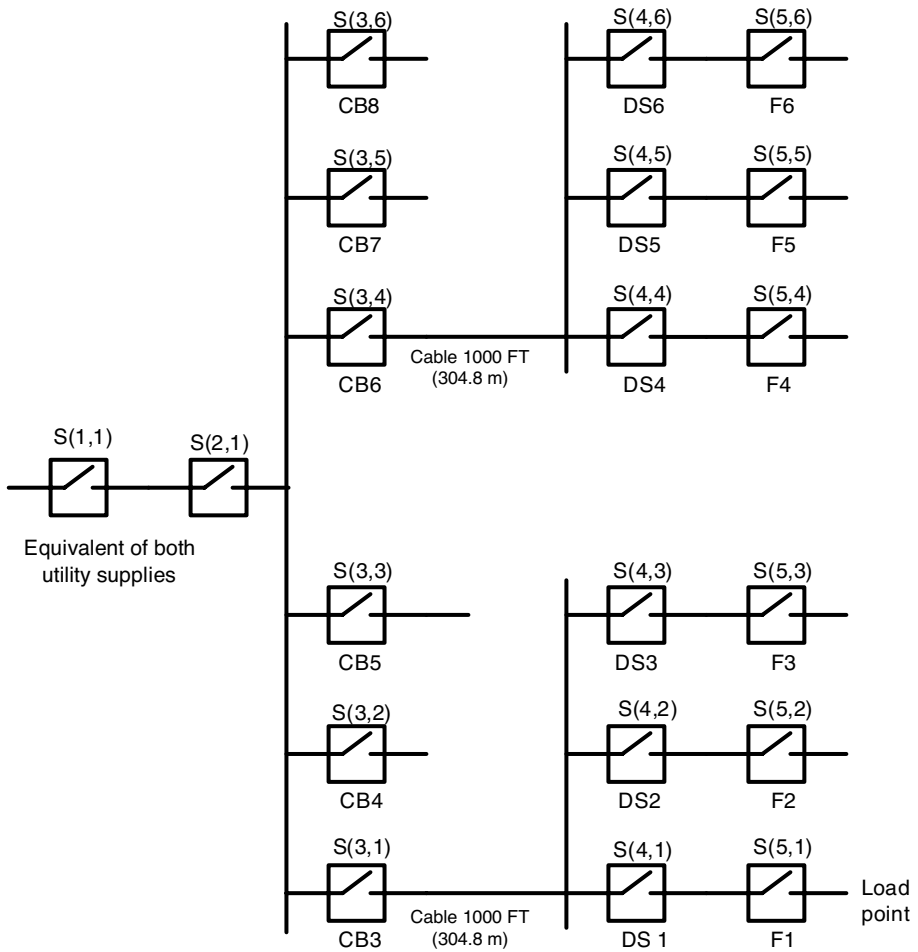 S(3,6)
S(4,6)
S(5,6)
CB8
DS6
F6
S(3,5)
S(4,5)
S(5,5)
CB7
DS5
F5
S(3,4)
S(4,4)
S(5,4)
Cable 1000 FT
(304.8 m)
CB6
DS4
F4
S(1,1)
S(2,1)
Equivalent of both
utility supplies
S(3,3)
S(4,3)
S(5,3)
CB5
DS3
F3
S(3,2)
S(4,2)
S(5,2)
CB4
DS2
F2
S(3,1)
S(4,1)
S(5,1)
Load
point
Cable 1000 FT
(304.8 m)
CB3
DS 1
F1